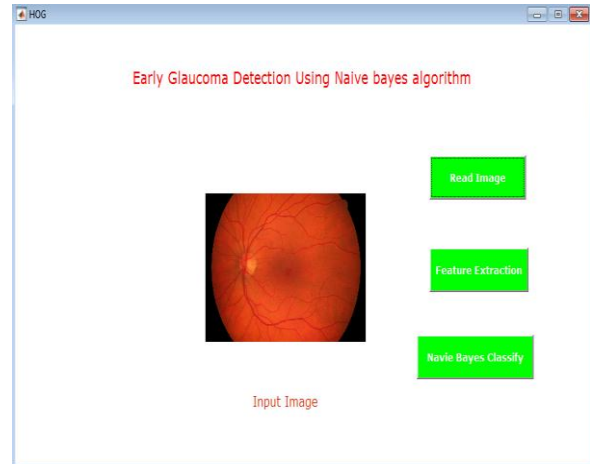 HOG
Early Glaucoma Detection Using Naive bayes algorithm
Read Image
Feature Extraction
Navie Bayes Classify
Input Image